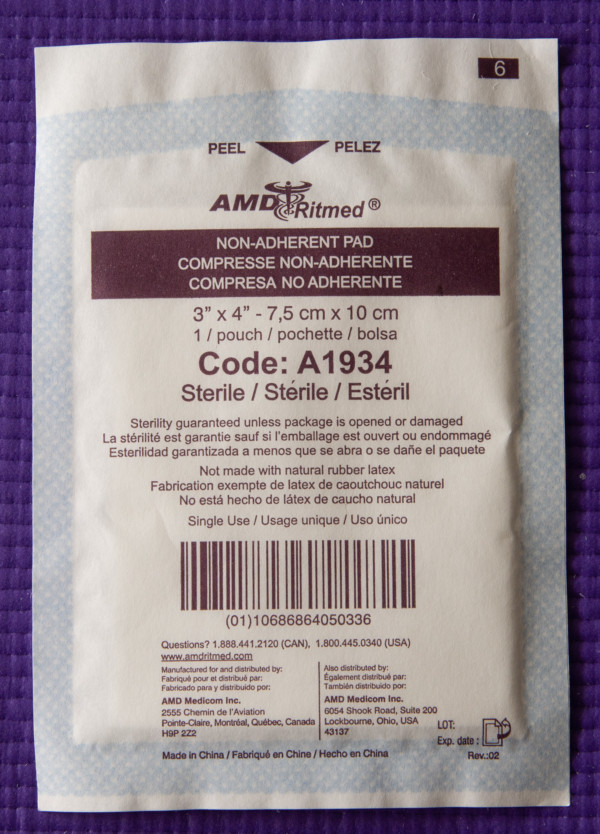 6
PEEL PELEZ
AMD Ritmed ®
NON-ADHERENT PAD
COMPRESSE NON-ADHERENTE
COMPRESA NO ADHERENTE
3” x 4” - 7,5 cm x 10 cm
1 / pouch / pochette / bolsa
Code: A1934
Sterile / Stérile / Estéril
Sterility guaranteed unless package is opened or damaged
La stérilité est garantie sauf si l'emballage est ouvert ou endommagé
Esterilidad garantizada a menos que se abra o se dañe el paquete
Not made with natural rubber latex
Fabrication exempte de latex de caoutchouc naturel
No está hecho de látex de caucho natural
Single Use / Usage unique / Uso único
(01)10686864050336
Questions? 1.888.441.2120 (CAN), 1.800.445.0340 (USA)
www.amdritmed.com
Manufactured for and distributed by:
Fabriqué pour et distribué par:
Fabricado para y distribuido por:
AMD Medicom Inc.
2555 Chemin de l'Aviation
Pointe-Claire, Montréal, Québec, Canada
H9P 2Z2
Also distributed by:
Également distribué par:
También distribuido por:
AMD Medicom Inc.
6054 Shook Road, Suite 200
Lockbourne, Ohio, USA
43137
LOT:
Exp. date :
Rev.:02
Made in China / Fabriqué en Chine / Hecho en China